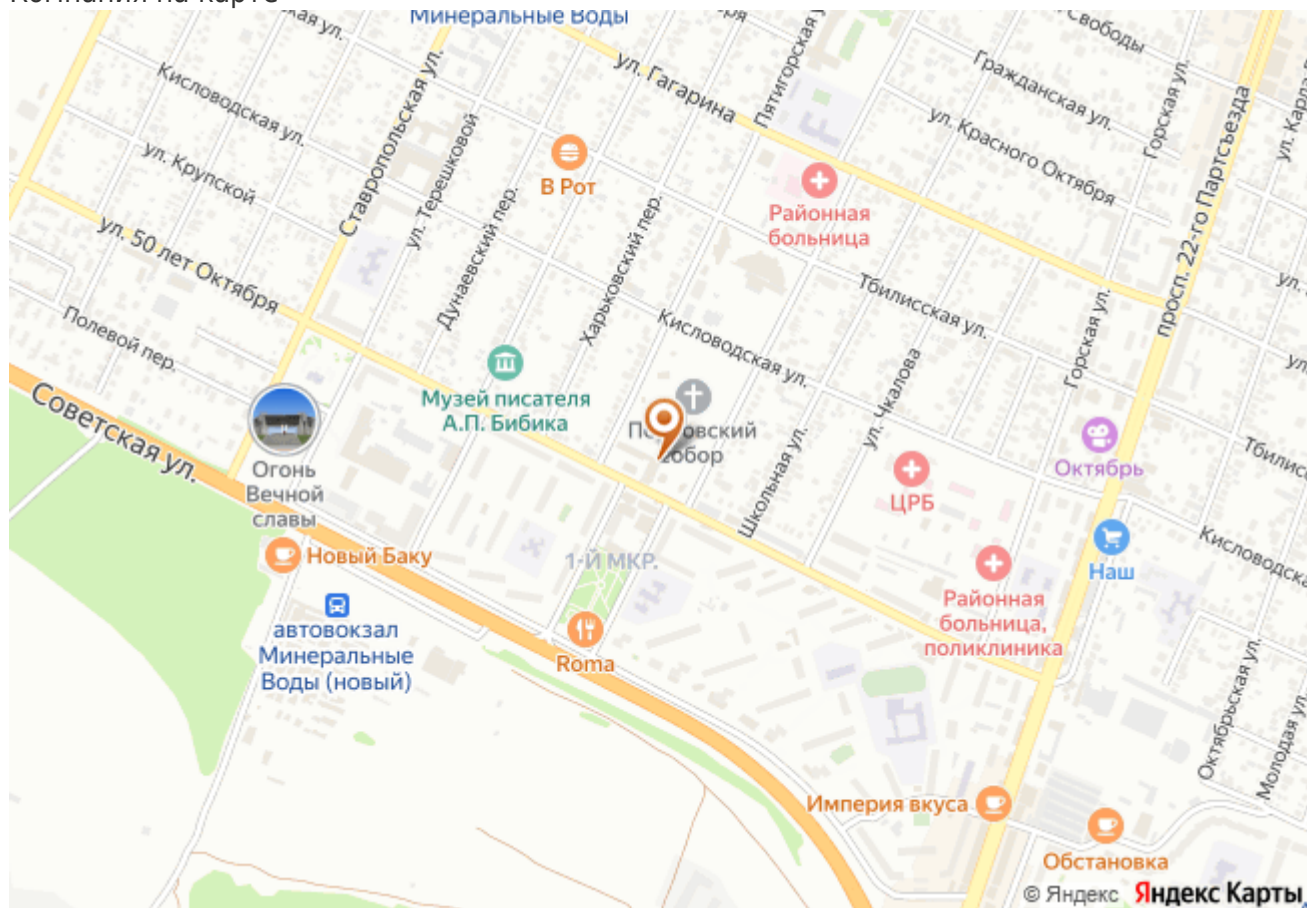 Компания на карте
Минеральные Воды
ул. Гагарина
Пятигорская ул.
Свободы
Гражданская ул.
Горская ул.
ул. Красного Октября
просп. 22-го Партсъезда
Кисловодская ул.
Ставропольская ул.
ул. Крупской
ул. Терешковой
Дунаевский пер.
В Рот
Харьковский пер.
Районная
больница
ул. 50 лет Октября
Полевой пер.
Тбилисская ул.
Кисловодская ул.
Горская ул.
ул. Чкалова
Музей писателя
А.П. Бибика
Советская ул.
Школьная ул.
Октябрь
ЦРБ
Огонь
Вечной
славы
Новый Баку
1-Й МКР.
Наш
автовокзал
Минеральные
Воды (новый)
Районная
больница,
поликлиника
Roma
Октябрьская ул.
Молодая ул.
Империя вкуса
Обстановка
© Яндекс Яндекс Карты